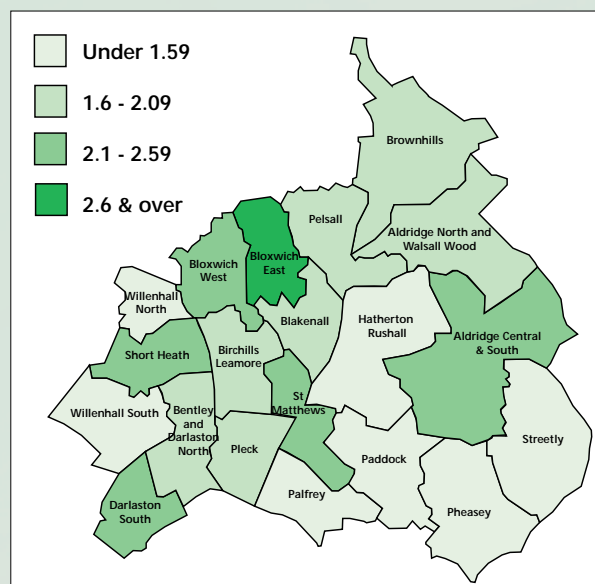 Under 1.59
1.6 - 2.09
2.1 - 2.59
2.6 & over
Brownhills
Pelsall
Aldridge North and
Walsall Wood
Bloxwich
West
Bloxwich
East
Willenhall
North
Blakenall
Hatherton
Rushall
Aldridge Central
& South
Short Heath
Birchills
Leamore
St
Matthews
Willenhall South
Bentley
and
Darlaston
North
Pleck
Paddock
Streetly
Palfrey
Darlaston
South
Pheasey